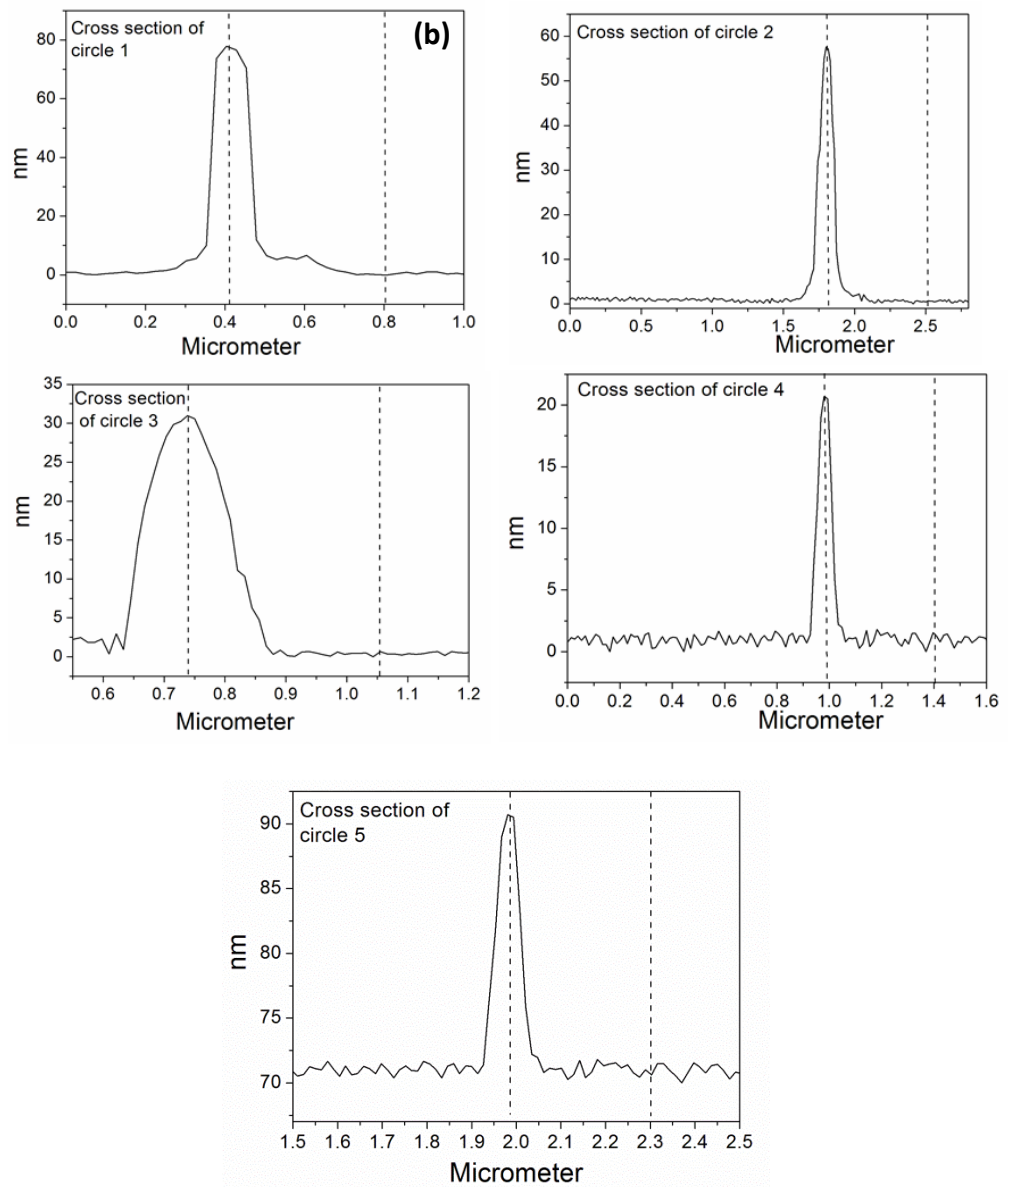 Cross section of
circle 1
(b)
80
60
40
20
0
nm
0.0 0.2 0.4 0.6 0.8 1.0
Micrometer
Cross section of circle 2
60
50
40
30
20
10
0
nm
0.0 0.5 1.0 1.5 2.0 2.5
Micrometer
Cross section
of circle 3
35
30
25
20
15
10
5
0
nm
0.6 0.7 0.8 0.9 1.0 1.1 1.2
Micrometer
Cross section of circle 4
20
15
10
5
0
nm
0.0 0.2 0.4 0.6 0.8 1.0 1.2 1.4 1.6
Micrometer
Cross section of
circle 5
90
85
80
75
70
nm
1.5 1.6 1.7 1.8 1.9 2.0 2.1 2.2 2.3 2.4 2.5
Micrometer